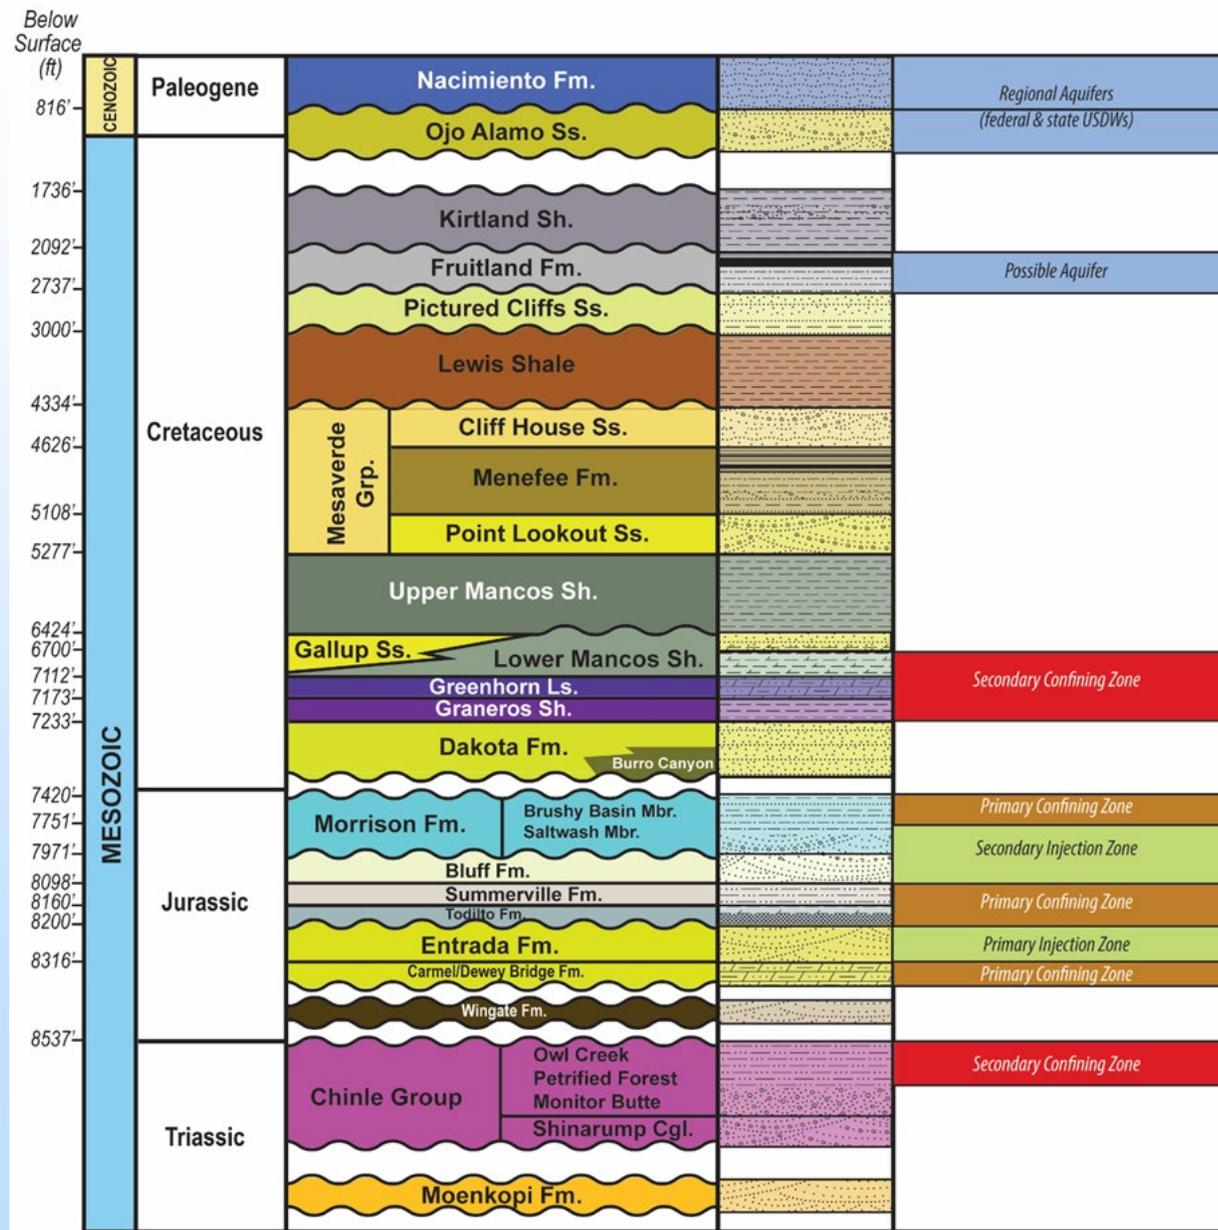 Below
Surface
(ft)
816'
1736'
2092'
2737'
3000'
4334'
4626'
5108'
5277'
6424'
6700'
7112'
7173'
7233'
7420'
7751'
7971'
8098'
8160'
8200'
8316'
8537'
CENOZOIC
MESOZOIC
Paleogene
Cretaceous
Jurassic
Triassic
Nacimiento Fm.
Ojo Alamo Ss.
Kirtland Sh.
Fruitland Fm.
Pictured Cliffs Ss.
Lewis Shale
Mesaverde
Grp.
Cliff House Ss.
Menefee Fm.
Point Lookout Ss.
Upper Mancos Sh.
Gallup Ss.
Lower Mancos Sh.
Greenhorn Ls.
Graneros Sh.
Dakota Fm.
Burro Canyon
Morrison Fm.
Brushy Basin Mbr.
Saltwash Mbr.
Bluff Fm.
Summerville Fm.
Todilto Fm.
Entrada Fm.
Carmel/Dewey Bridge Fm.
Wingate Fm.
Chinle Group
Owl Creek
Petrified Forest
Monitor Butte
Shinarump Cgl.
Moenkopi Fm.
Regional Aquifers
(federal & state USDWs)
Possible Aquifer
Secondary Confining Zone
Primary Confining Zone
Secondary Injection Zone
Primary Confining Zone
Primary Injection Zone
Primary Confining Zone
Secondary Confining Zone